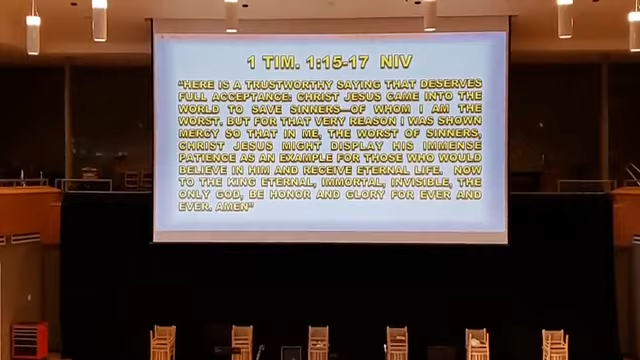 1 TIM. 1:15-17 NIV
"HERE IS A TRUSTWORTHY SAYING THAT DESERVES
FULL ACCEPTANCE: CHRIST JESUS CAME INTO THE
WORLD TO SAVE SINNERS—OF WHOM I AM THE
WORST. BUT FOR THAT VERY REASON I WAS SHOWN
MERCY SO THAT IN ME, THE WORST OF SINNERS,
CHRIST JESUS MIGHT DISPLAY HIS IMMENSE
PATIENCE AS AN EXAMPLE FOR THOSE WHO WOULD
BELIEVE IN HIM AND RECEIVE ETERNAL LIFE. NOW
TO THE KING ETERNAL, IMMORTAL, INVISIBLE, THE
ONLY GOD, BE HONOR AND GLORY FOR EVER AND
EVER. AMEN"